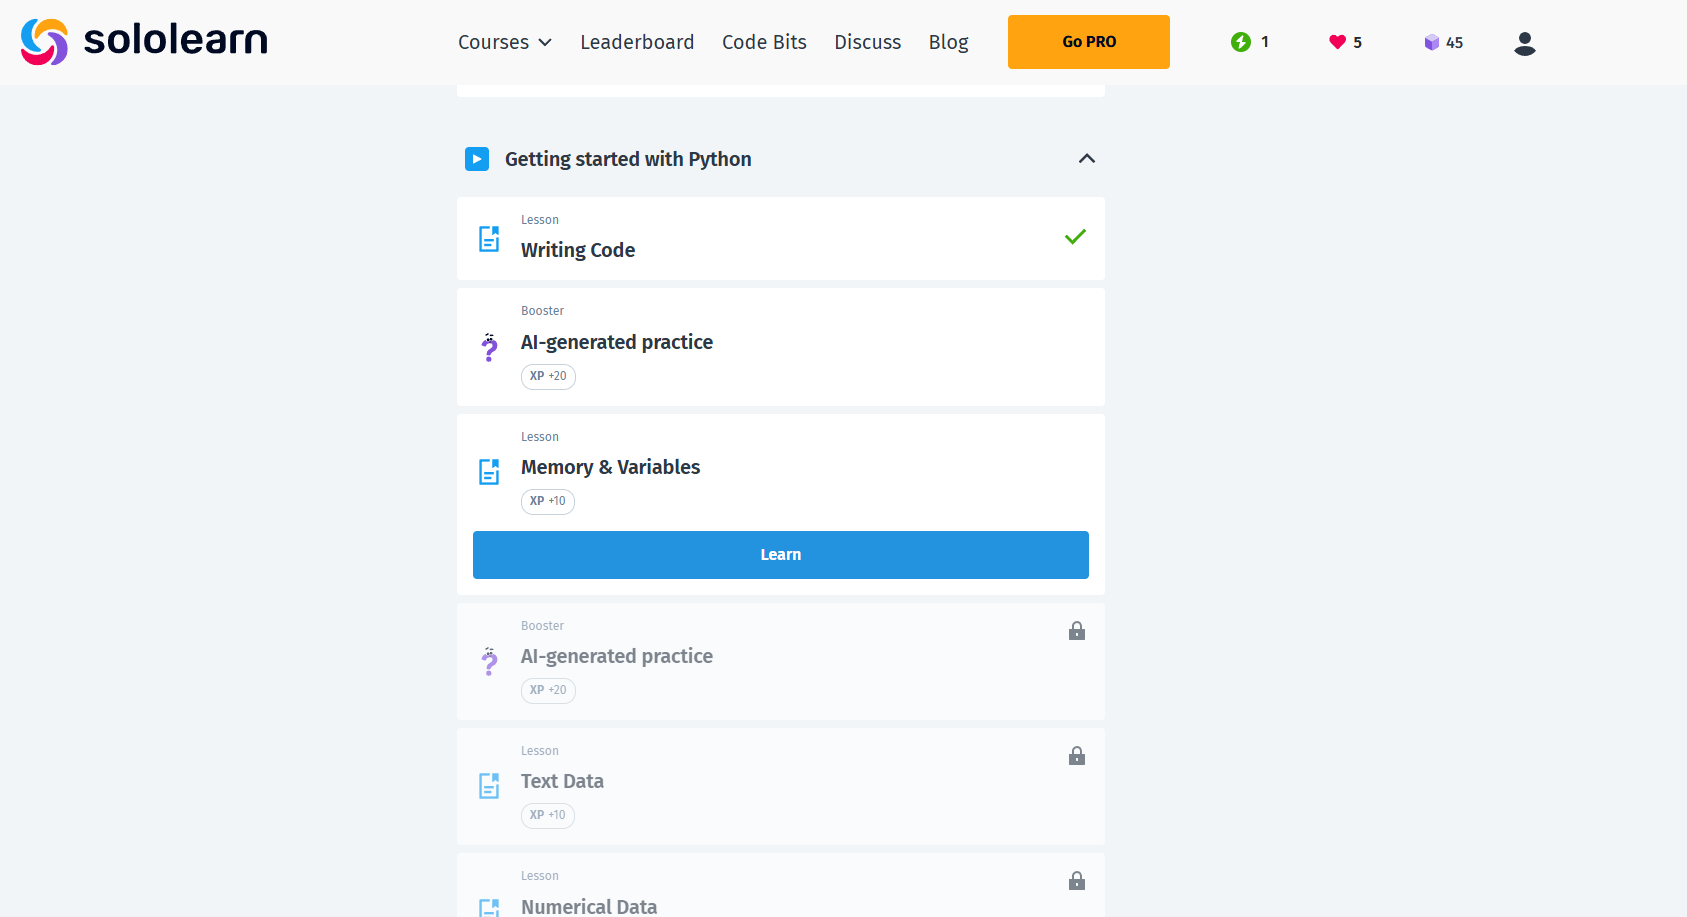 sololearn
Courses Leaderboard Code Bits Discuss Blog Go PRO 1 5 45
Getting started with Python
Lesson
Writing Code
Booster
AI-generated practice
XP +20
Lesson
Memory & Variables
XP +10
Learn
Booster
AI-generated practice
XP +20
Lesson
Text Data
XP +10
Lesson
Numerical Data